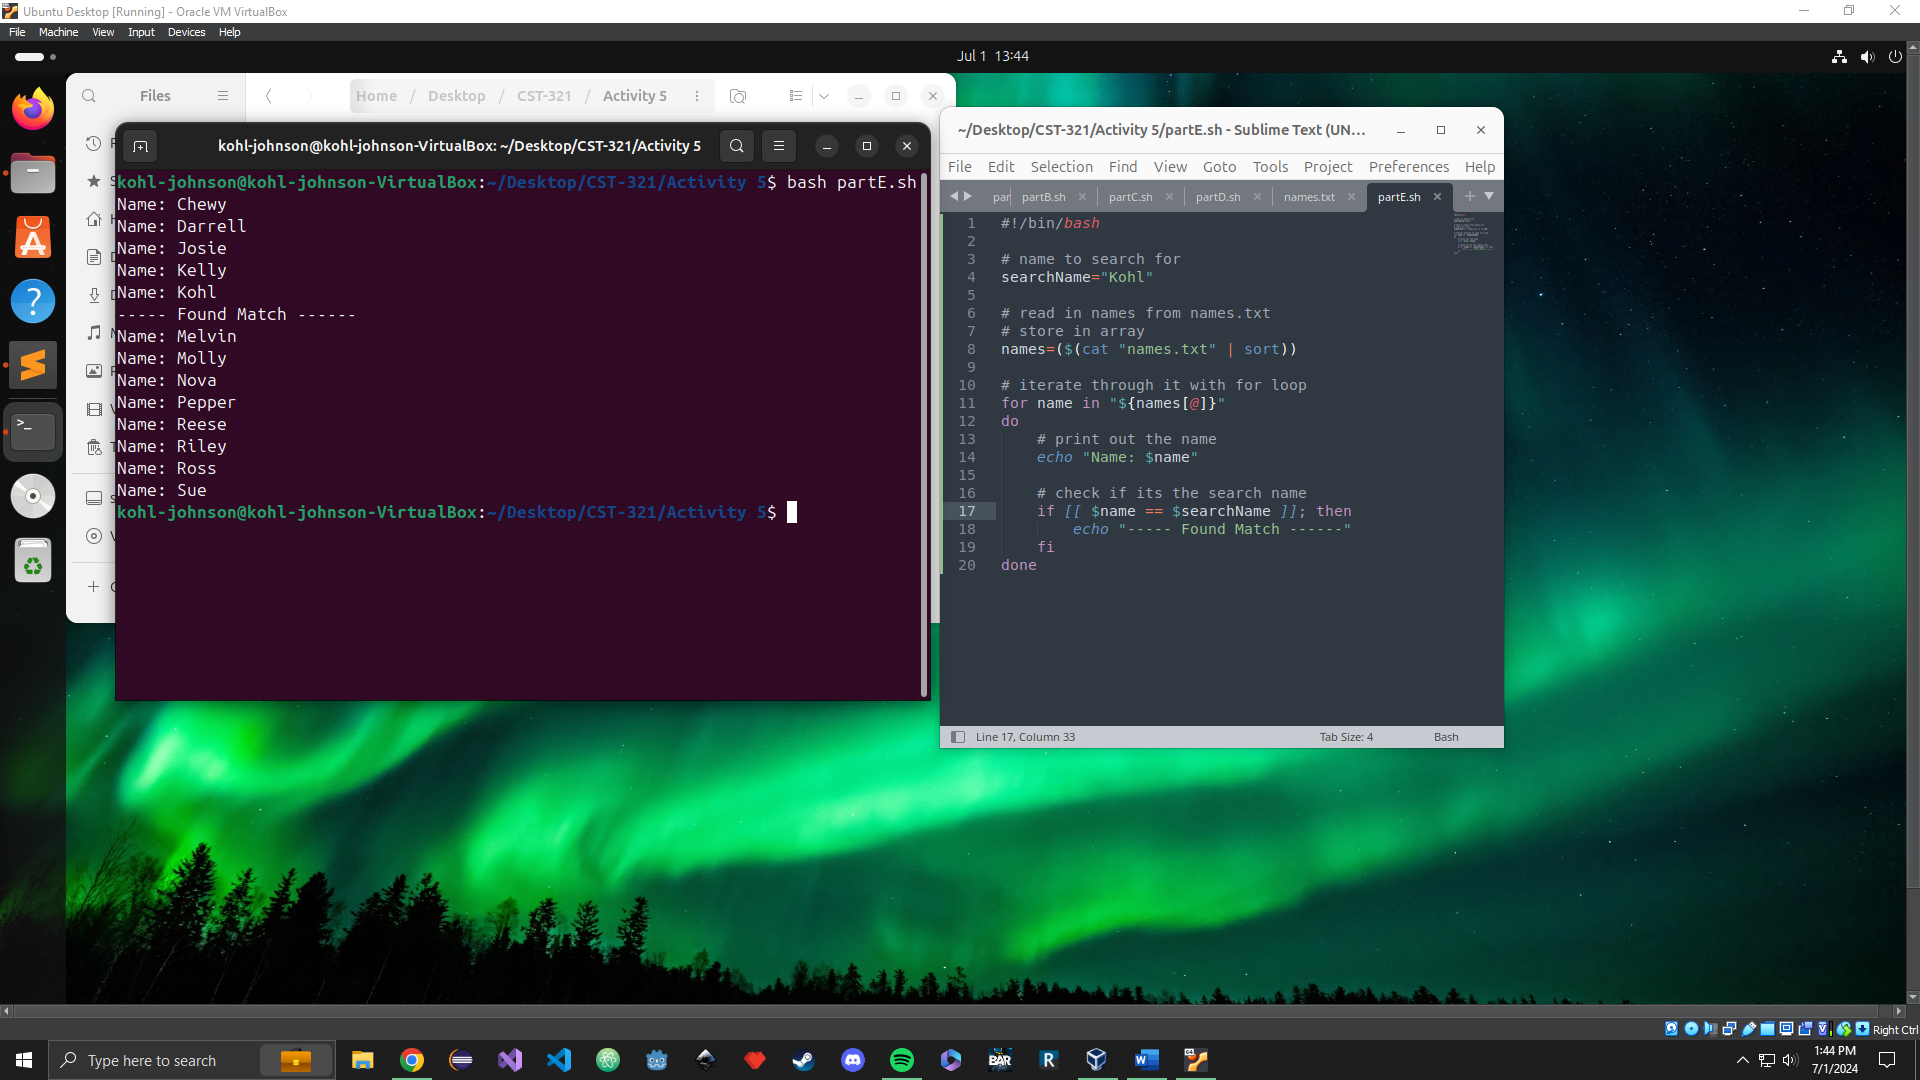 Ubuntu Desktop [Running] - Oracle VM VirtualBox
File Machine View Input Devices Help
Jul 1 13:44
Files
Home / Desktop / CST-321 / Activity 5
kohl-johnson@kohl-johnson-VirtualBox: ~/Desktop/CST-321/Activity 5
kohl-johnson@kohl-johnson-VirtualBox:~/Desktop/CST-321/Activity 5$ bash partE.sh
Name: Chewy
Name: Darrell
Name: Josie
Name: Kelly
Name: Kohl
----- Found Match ------
Name: Melvin
Name: Molly
Name: Nova
Name: Pepper
Name: Reese
Name: Riley
Name: Ross
Name: Sue
kohl-johnson@kohl-johnson-VirtualBox:~/Desktop/CST-321/Activity 5$
~/Desktop/CST-321/Activity 5/partE.sh - Sublime Text (UN...
File Edit Selection Find View Goto Tools Project Preferences Help
par partB.sh partC.sh partD.sh names.txt partE.sh
1 #!/bin/bash
2
3 # name to search for
4 searchName="Kohl"
5
6 # read in names from names.txt
7 # store in array
8 names=($(cat "names.txt" | sort))
9
10 # iterate through it with for loop
11 for name in "${names[@]}"
12 do
13 # print out the name
14 echo "Name: $name"
15
16 # check if its the search name
17 if [[ $name == $searchName ]]; then
18 echo "----- Found Match ------"
19 fi
20 done
Line 17, Column 33
Tab Size: 4
Bash
Right Ctrl
Type here to search
BAR
R
1:44 PM
7/1/2024